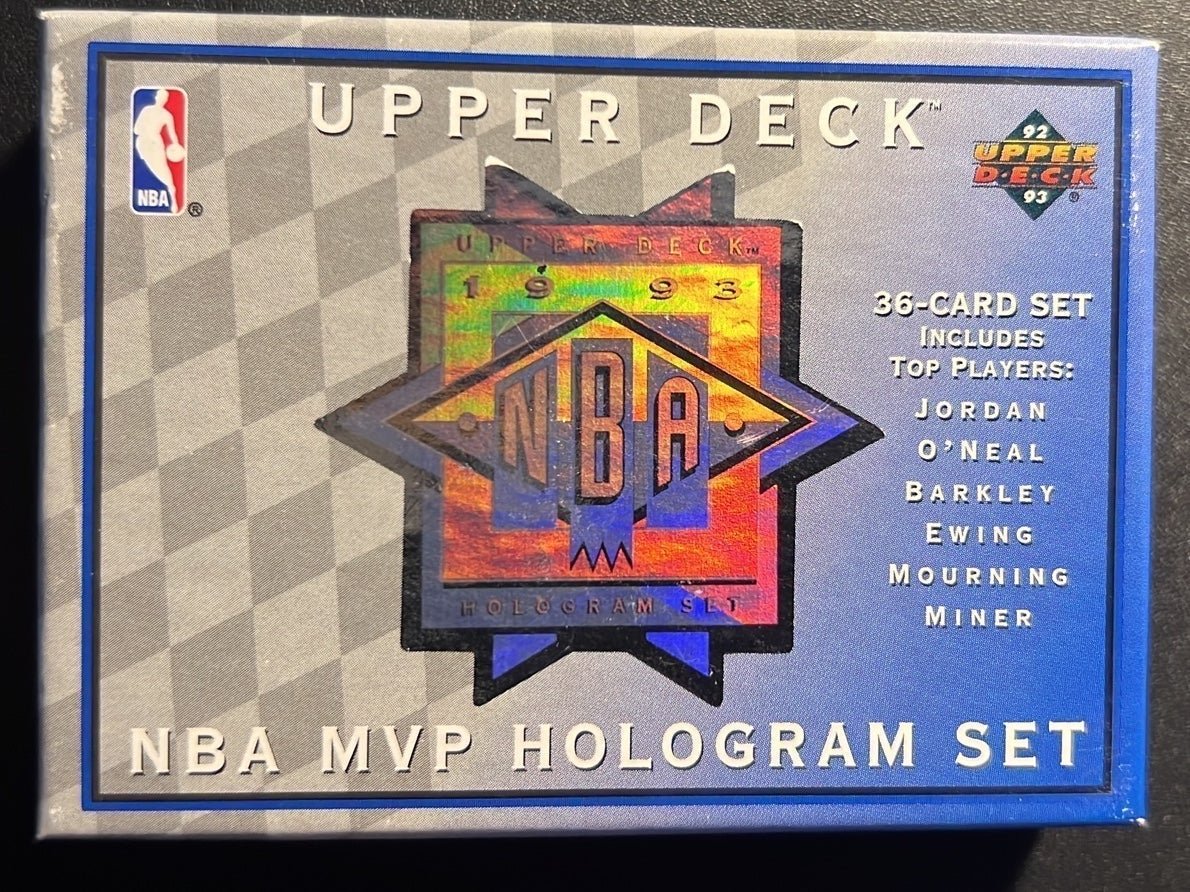 UPPER DECK™
NBA®
92
UPPER
D·E·C·K
93 ®
UPPER DECK™
1993
NBA
HOLOGRAM SET
36-CARD SET
INCLUDES
TOP PLAYERS:
JORDAN
O'NEAL
BARKLEY
EWING
MOURNING
MINER
NBA MVP HOLOGRAM SET